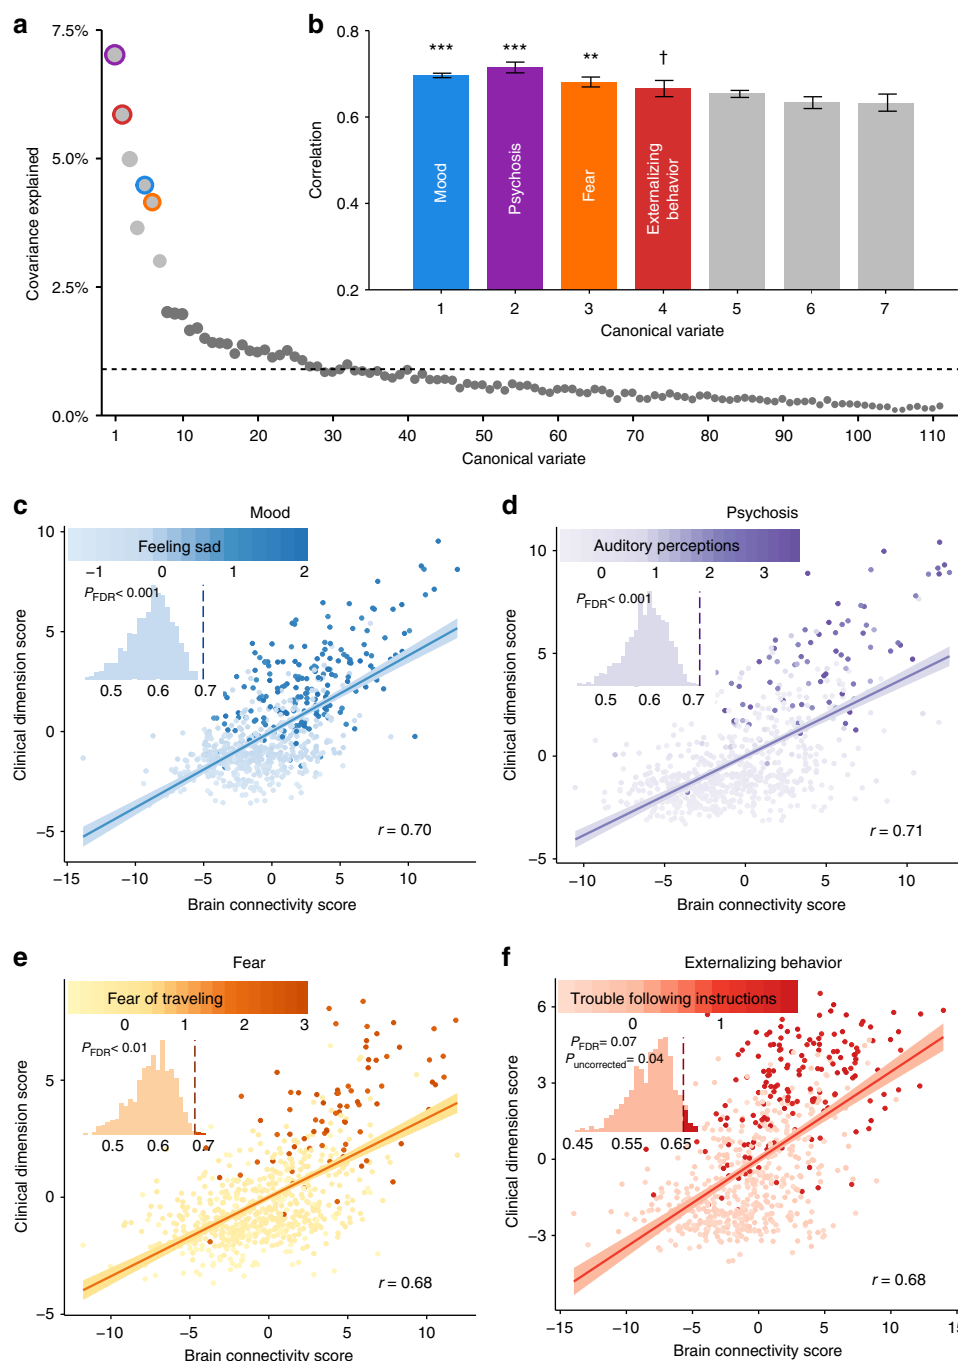 a
7.5%
5.0%
2.5%
0.0%
Covariance explained
1 10 20 30 40 50 60 70 80 90 100 110
Canonical variate
b
0.8
0.6
0.4
0.2
Correlation
*** *** ** †
Mood
Psychosis
Fear
Externalizing
behavior
1 2 3 4 5 6 7
Canonical variate
c
Mood
10
5
0
−5
Clinical dimension score
Feeling sad
−1 0 1 2
PFDR< 0.001
0.5 0.6 0.7
r = 0.70
−15 −10 −5 0 5 10
Brain connectivity score
d
Psychosis
10
5
0
−5
Clinical dimension score
Auditory perceptions
0 1 2 3
PFDR< 0.001
0.5 0.6 0.7
r = 0.71
−10 −5 0 5 10
Brain connectivity score
e
Fear
5
0
−5
Clinical dimension score
Fear of traveling
0 1 2 3
PFDR< 0.01
0.5 0.6 0.7
r = 0.68
−10 −5 0 5 10
Brain connectivity score
f
Externalizing behavior
6
3
0
−3
Clinical dimension score
Trouble following instructions
0 1
PFDR= 0.07
Puncorrected= 0.04
0.45 0.55 0.65
r = 0.68
−15 −10 −5 0 5 10 15
Brain connectivity score